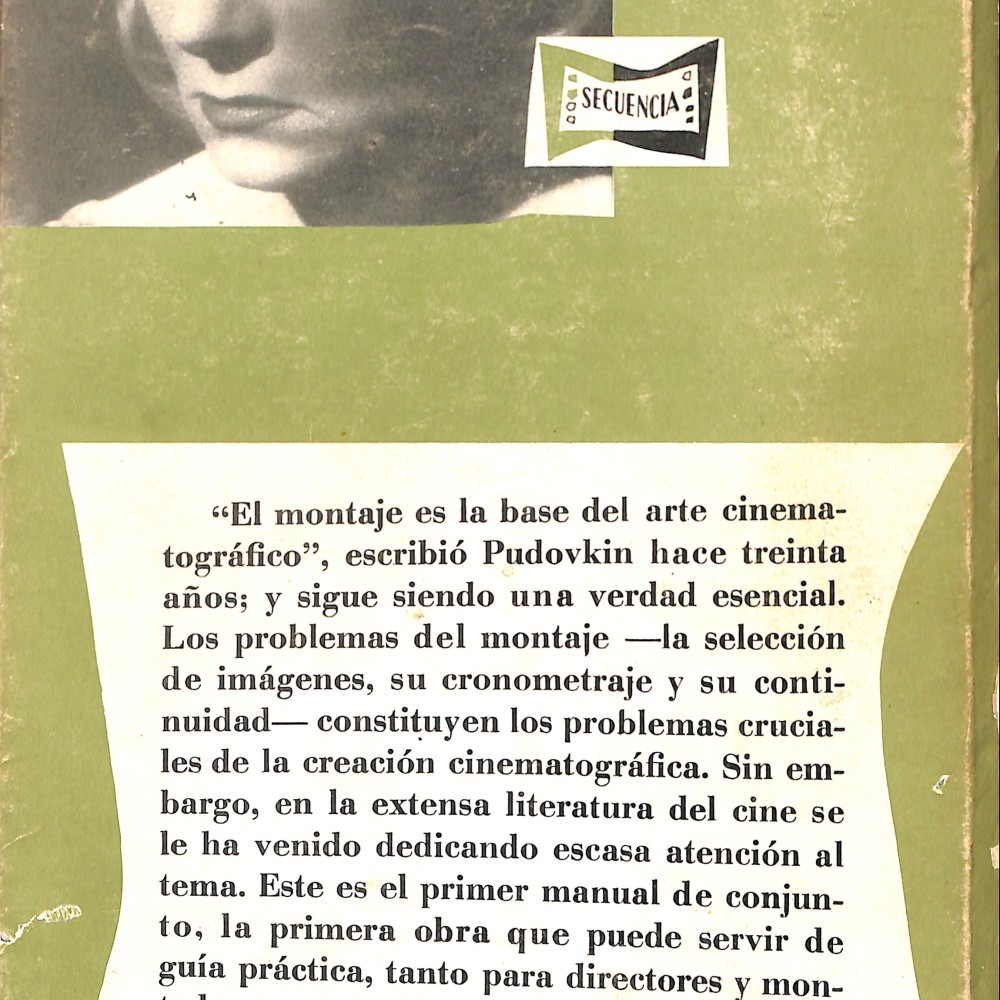 SECUENCIA
“El montaje es la base del arte cinema-
tográfico”, escribió Pudovkin hace treinta
años; y sigue siendo una verdad esencial.
Los problemas del montaje —la selección
de imágenes, su cronometraje y su conti-
nuidad— constituyen los problemas crucia-
les de la creación cinematográfica. Sin em-
bargo, en la extensa literatura del cine se
le ha venido dedicando escasa atención al
tema. Este es el primer manual de conjun-
to, la primera obra que puede servir de
guía práctica, tanto para directores y mon-